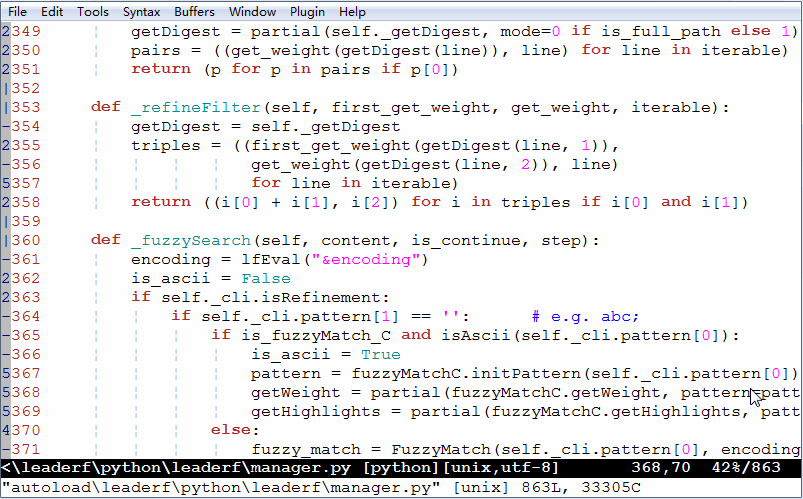 File Edit Tools Syntax Buffers Window Plugin Help
2349 getDigest = partial(self._getDigest, mode=0 if is_full_path else 1)
2350 pairs = ((get_weight(getDigest(line)), line) for line in iterable)
2351 return (p for p in pairs if p[0])
|352
|353 def _refineFilter(self, first_get_weight, get_weight, iterable):
-354 getDigest = self._getDigest
2355 triples = ((first_get_weight(getDigest(line, 1)),
-356 get_weight(getDigest(line, 2)), line)
5357 for line in iterable)
2358 return ((i[0] + i[1], i[2]) for i in triples if i[0] and i[1])
|359
|360 def _fuzzySearch(self, content, is_continue, step):
-361 encoding = lfEval("&encoding")
2362 is_ascii = False
2363 if self._cli.isRefinement:
-364 if self._cli.pattern[1] == '': # e.g. abc;
-365 if is_fuzzyMatch_C and isAscii(self._cli.pattern[0]):
-366 is_ascii = True
5367 pattern = fuzzyMatchC.initPattern(self._cli.pattern[0])
5368 getWeight = partial(fuzzyMatchC.getWeight, pattern=patt
5369 getHighlights = partial(fuzzyMatchC.getHighlights, patt
4370 else:
-371 fuzzy_match = FuzzyMatch(self._cli.pattern[0], encoding
<\leaderf\python\leaderf\manager.py [python][unix,utf-8] 368,70 42%/863
"autoload\leaderf\python\leaderf\manager.py" [unix] 863L, 33305C